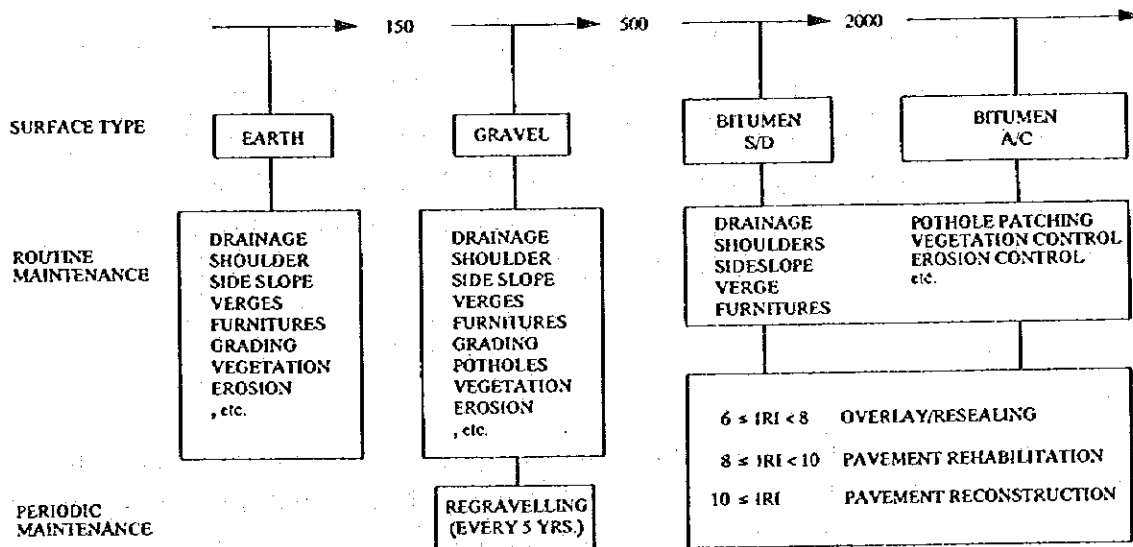 150 500 2000
SURFACE TYPE
EARTH
GRAVEL
BITUMEN
S/D
BITUMEN
A/C
ROUTINE
MAINTENANCE
DRAINAGE
SHOULDER
SIDE SLOPE
VERGES
FURNITURES
GRADING
VEGETATION
EROSION
, etc.
DRAINAGE
SHOULDER
SIDE SLOPE
VERGES
FURNITURES
GRADING
POTHOLES
VEGETATION
EROSION
, etc.
DRAINAGE
SHOULDERS
SIDESLOPE
VERGE
FURNITURES
POTHOLE PATCHING
VEGETATION CONTROL
EROSION CONTROL
etc.
6 ≤ IRI < 8 OVERLAY/RESEALING
8 ≤ IRI < 10 PAVEMENT REHABILITATION
10 ≤ IRI PAVEMENT RECONSTRUCTION
PERIODIC
MAINTENANCE
REGRAVELLING
(EVERY 5 YRS.)